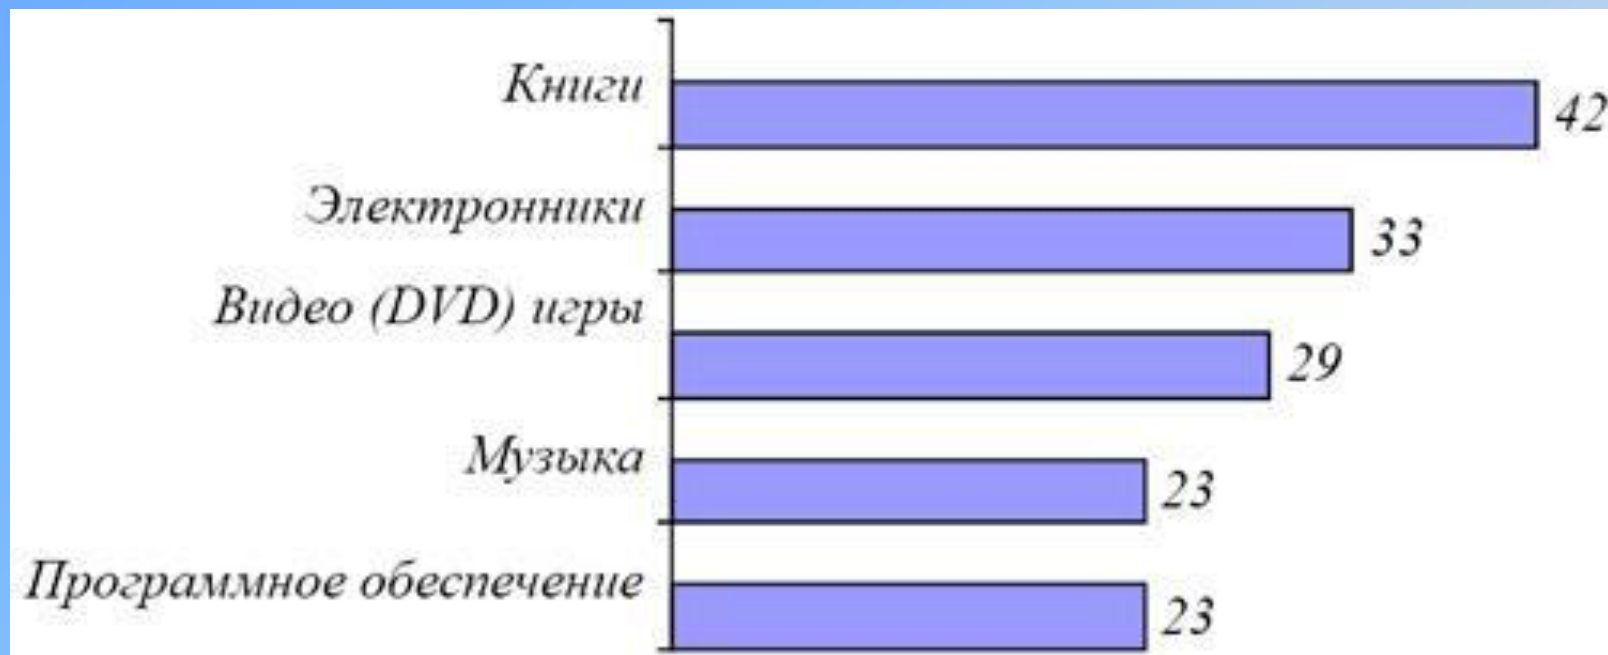 Книги
42
Электронники
33
Видео (DVD) игры
29
Музыка
23
Программное обеспечение
23